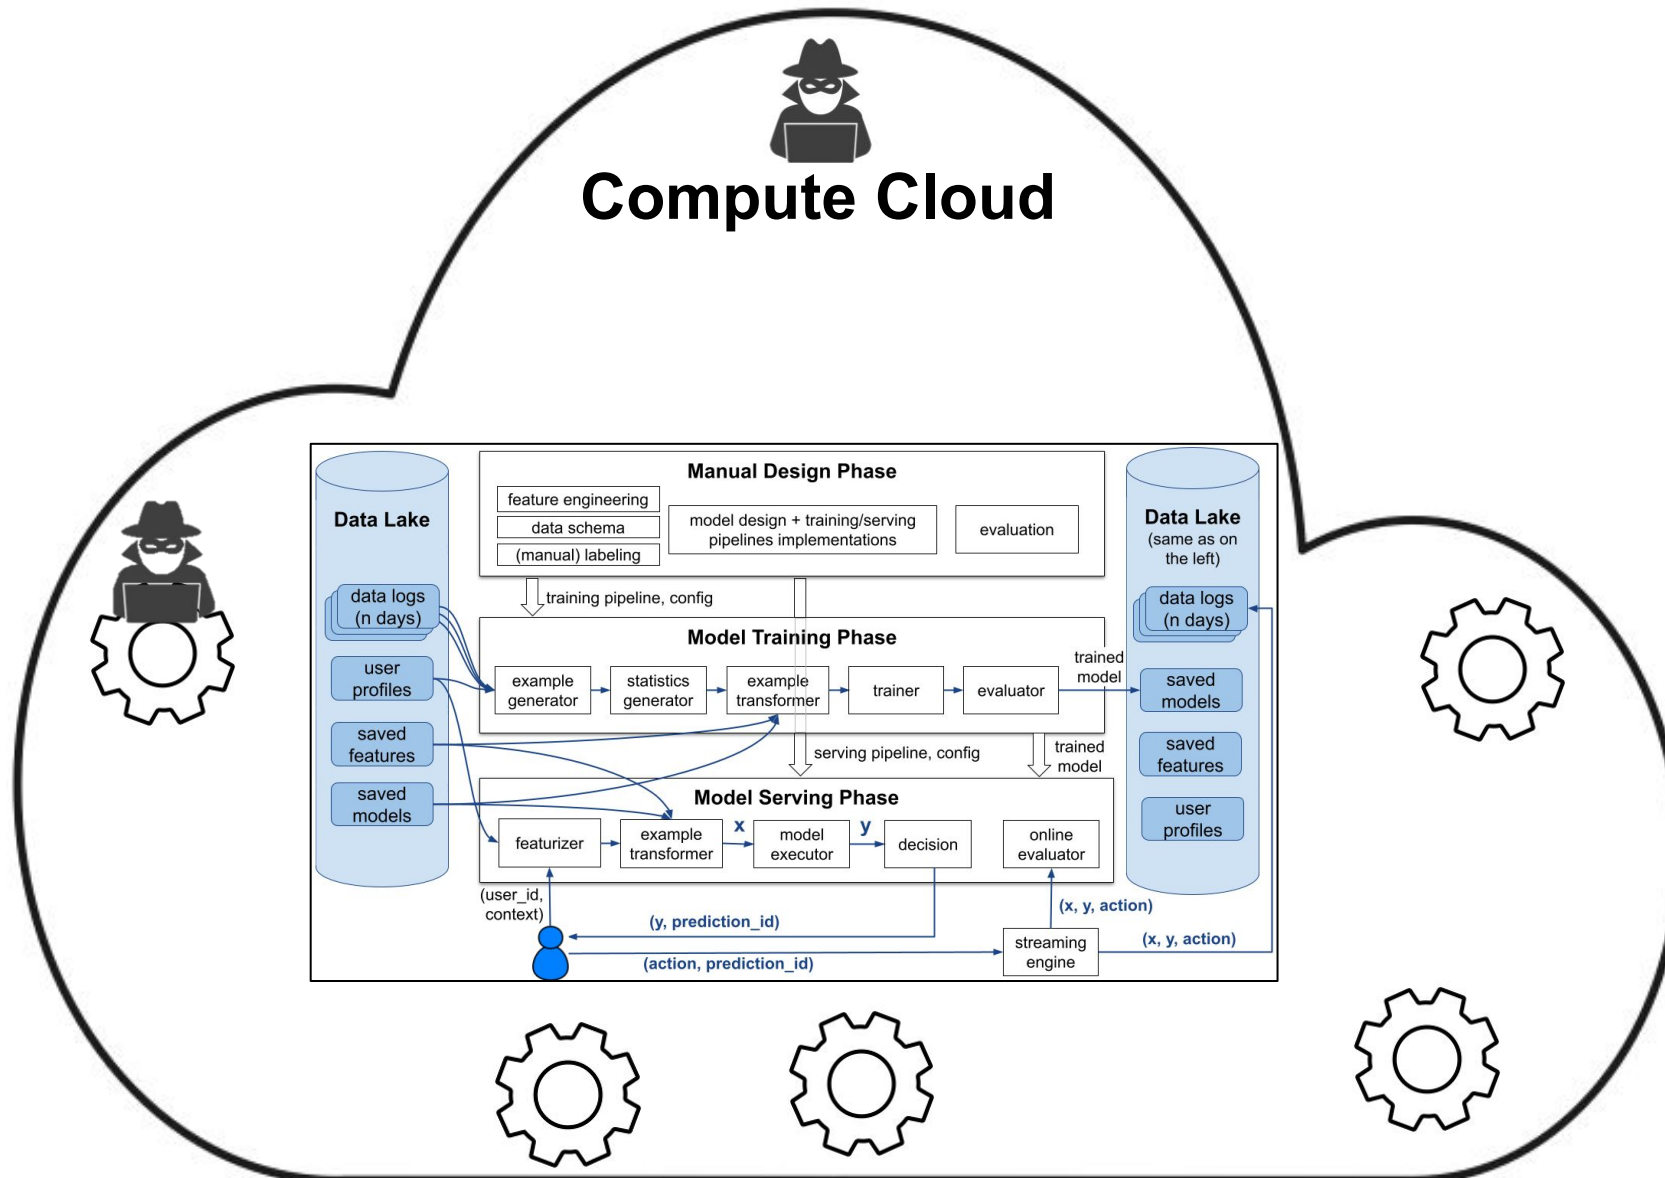 Compute Cloud
Data Lake
data logs
(n days)
user
profiles
saved
features
saved
models
Manual Design Phase
feature engineering
data schema
(manual) labeling
model design + training/serving
pipelines implementations
evaluation
training pipeline, config
Model Training Phase
example
generator
statistics
generator
example
transformer
trainer
evaluator
trained
model
serving pipeline, config
trained
model
Model Serving Phase
featurizer
example
transformer
x
model
executor
y
decision
online
evaluator
(user_id,
context)
(y, prediction_id)
(action, prediction_id)
streaming
engine
(x, y, action)
(x, y, action)
Data Lake
(same as on
the left)
data logs
(n days)
saved
models
saved
features
user
profiles